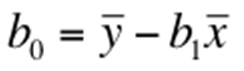 b₀ = y̅ − b₁x̅